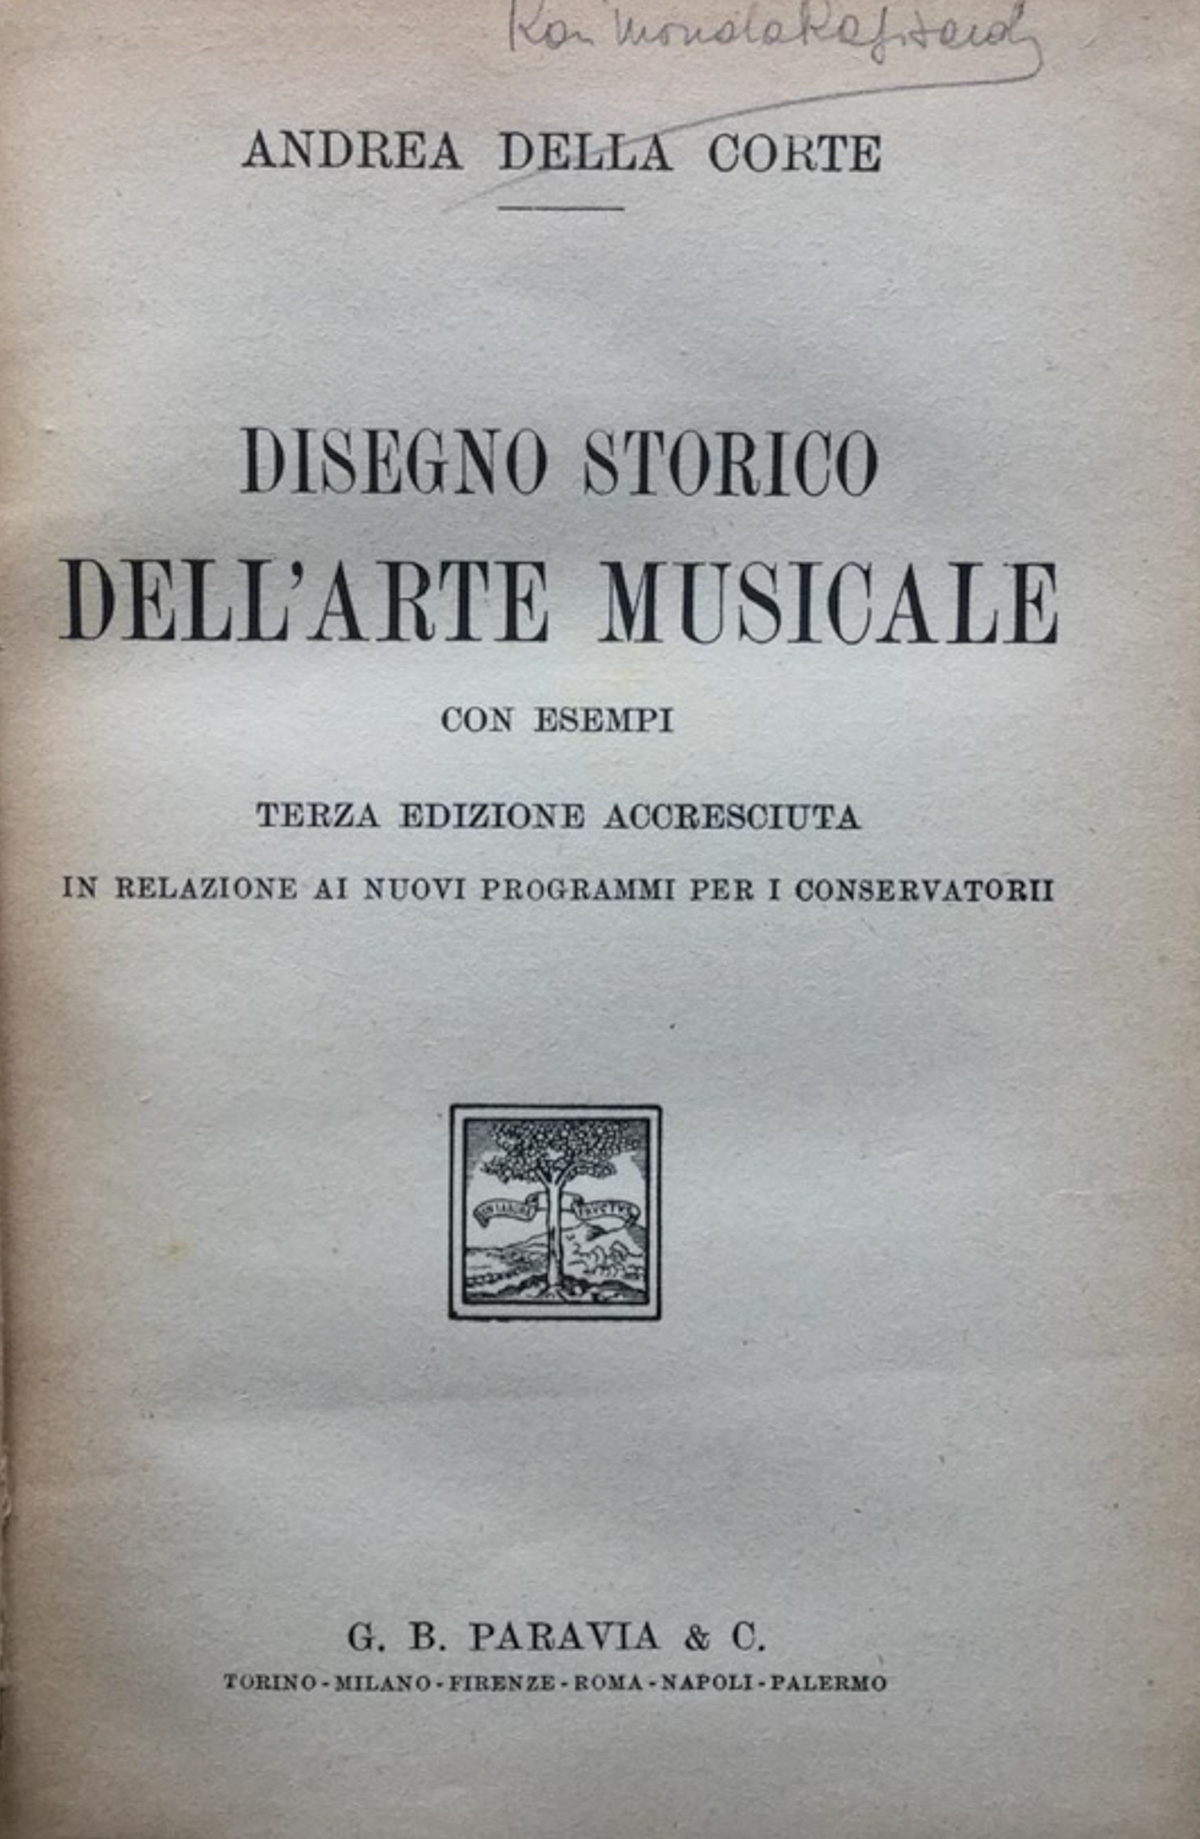 ANDREA DELLA CORTE
DISEGNO STORICO
DELL'ARTE MUSICALE
CON ESEMPI
TERZA EDIZIONE ACCRESCIUTA
IN RELAZIONE AI NUOVI PROGRAMMI PER I CONSERVATORII
FRVCTVS
G. B. PARAVIA & C.
TORINO-MILANO-FIRENZE-ROMA-NAPOLI-PALERMO